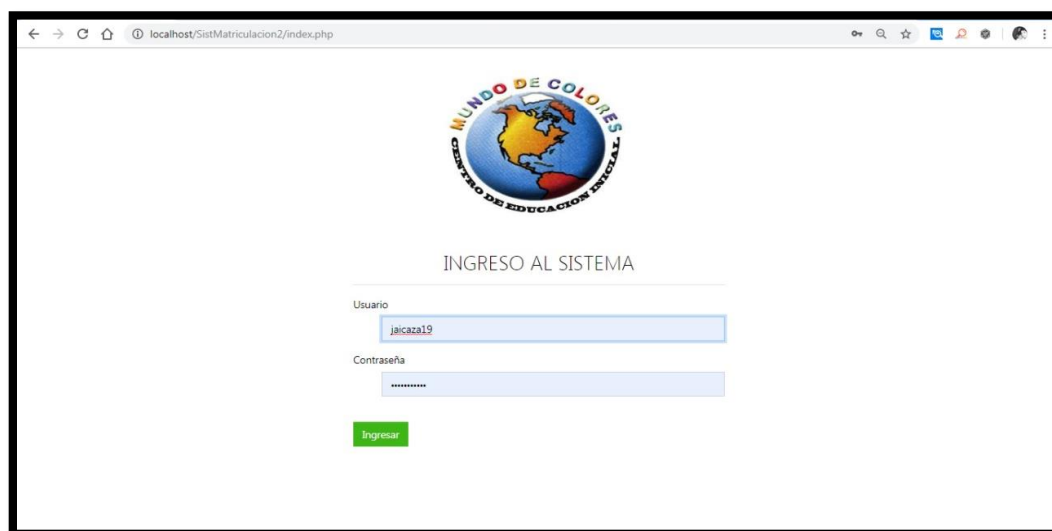 localhost/SistMatriculacion2/index.php
MUNDO DE COLORES
CENTRO DE EDUCACION INICIAL
INGRESO AL SISTEMA
Usuario
jaicaza19
Contraseña
•••••••••••
Ingresar